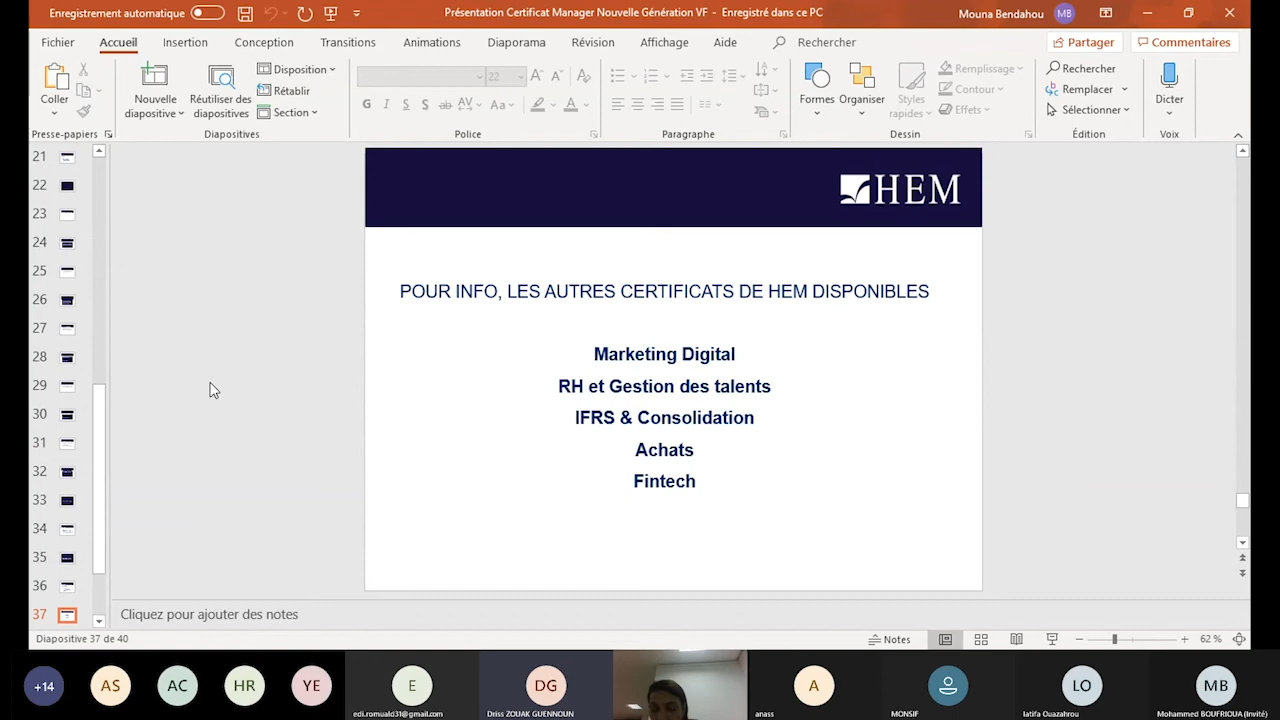 Enregistrement automatique
Présentation Certificat Manager Nouvelle Génération VF - Enregistré dans ce PC
Mouna Bendahou MB
Fichier Accueil Insertion Conception Transitions Animations Diaporama Révision Affichage Aide Rechercher Partager Commentaires
Coller
Presse-papiers
Nouvelle diapositive
Réutiliser des diapositives
Disposition
Rétablir
Section
Diapositives
22
G I S S ab AV Aa A
Police
Paragraphe
Formes
Organiser
Styles rapides
Remplissage
Contour
Effets
Dessin
Rechercher
Remplacer
Sélectionner
Édition
Dicter
Voix
21
22
23
24
25
26
27
28
29
30
31
32
33
34
35
36
37
HEM
POUR INFO, LES AUTRES CERTIFICATS DE HEM DISPONIBLES
Marketing Digital
RH et Gestion des talents
IFRS & Consolidation
Achats
Fintech
Cliquez pour ajouter des notes
Diapositive 37 de 40
Notes
62 %
+14 AS AC HR YE E DG A LO MB
edi.romuald31@gmail.com
Driss ZOUAK GUENNOUN
anass
MONSIF
latifa Ouazahrou
Mohammed BOUFRIOUA (Invité)